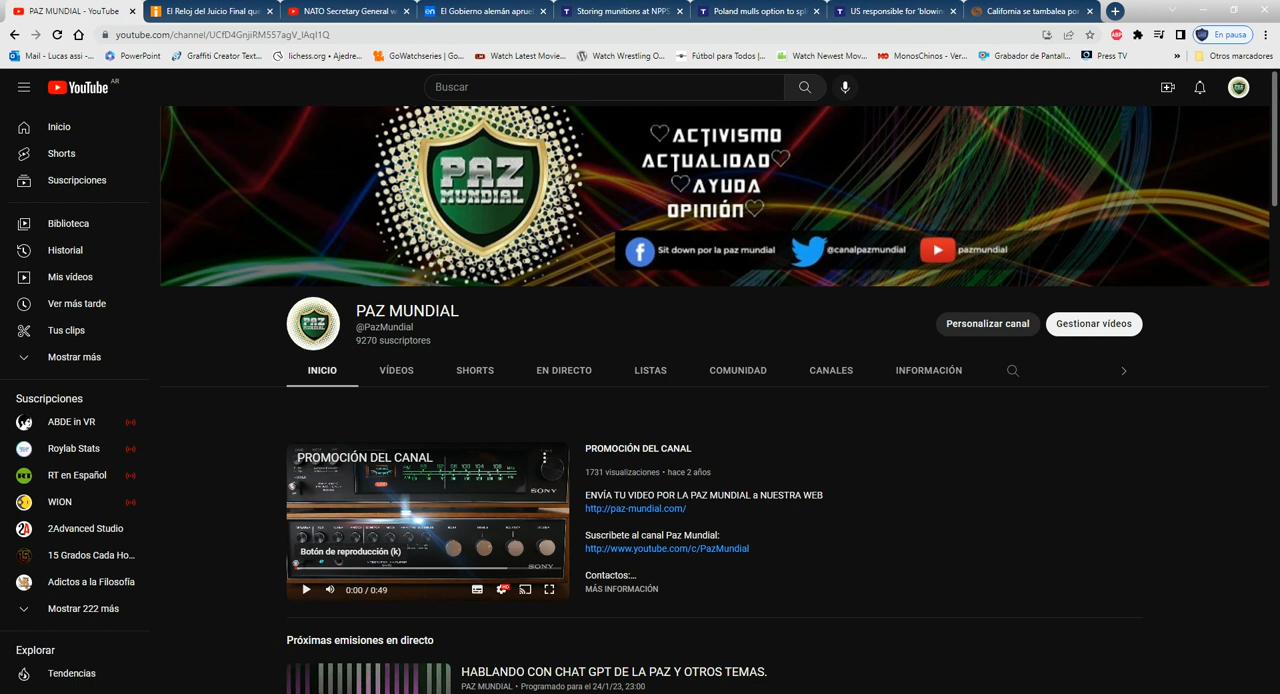 PAZ MUNDIAL - YouTube
El Reloj del Juicio Final que
NATO Secretary General w
El Gobierno alemán aprue
Storing munitions at NPPS
Poland mulls option to sple
US responsible for 'blowing
California se tambalea por
youtube.com/channel/UCfD4GnjiRM557agV_lAqI1Q
En pausa
Mail - Lucas assi -...
PowerPoint
Graffiti Creator Text...
lichess.org • Ajedre...
GoWatchseries | Go...
Watch Latest Movie...
Watch Wrestling O...
Fútbol para Todos |...
Watch Newest Mov...
MonosChinos - Ver...
Grabador de Pantall...
Press TV
»
Otros marcadores
YouTube AR
Buscar
Inicio
Shorts
Suscripciones
Biblioteca
Historial
Mis vídeos
Ver más tarde
Tus clips
Mostrar más
Suscripciones
ABDE in VR
Roylab Stats
RT en Español
WION
2Advanced Studio
15 Grados Cada Ho...
Adictos a la Filosofía
Mostrar 222 más
Explorar
Tendencias
PAZ
MUNDIAL
ACTIVISMO
ACTUALIDAD
AYUDA
OPINIÓN
Sit down por la paz mundial
@canalpazmundial
pazmundial
PAZ MUNDIAL
@PazMundial
9270 suscriptores
Personalizar canal
Gestionar vídeos
INICIO
VÍDEOS
SHORTS
EN DIRECTO
LISTAS
COMUNIDAD
CANALES
INFORMACIÓN
PROMOCIÓN DEL CANAL
SONY
Botón de reproducción (k)
SONY
0:00 / 0:49
PROMOCIÓN DEL CANAL
1731 visualizaciones • hace 2 años
ENVÍA TU VIDEO POR LA PAZ MUNDIAL a NUESTRA WEB
http://paz-mundial.com/
Suscribete al canal Paz Mundial:
http://www.youtube.com/c/PazMundial
Contactos:...
MÁS INFORMACIÓN
Próximas emisiones en directo
HABLANDO CON CHAT GPT DE LA PAZ Y OTROS TEMAS.
PAZ MUNDIAL • Programado para el 24/1/23, 23:00